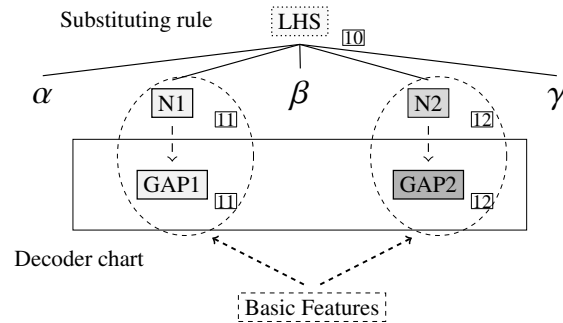 Substituting rule
LHS
10
α β γ
N1 N2
11 12
GAP1 GAP2
11 12
Decoder chart
Basic Features